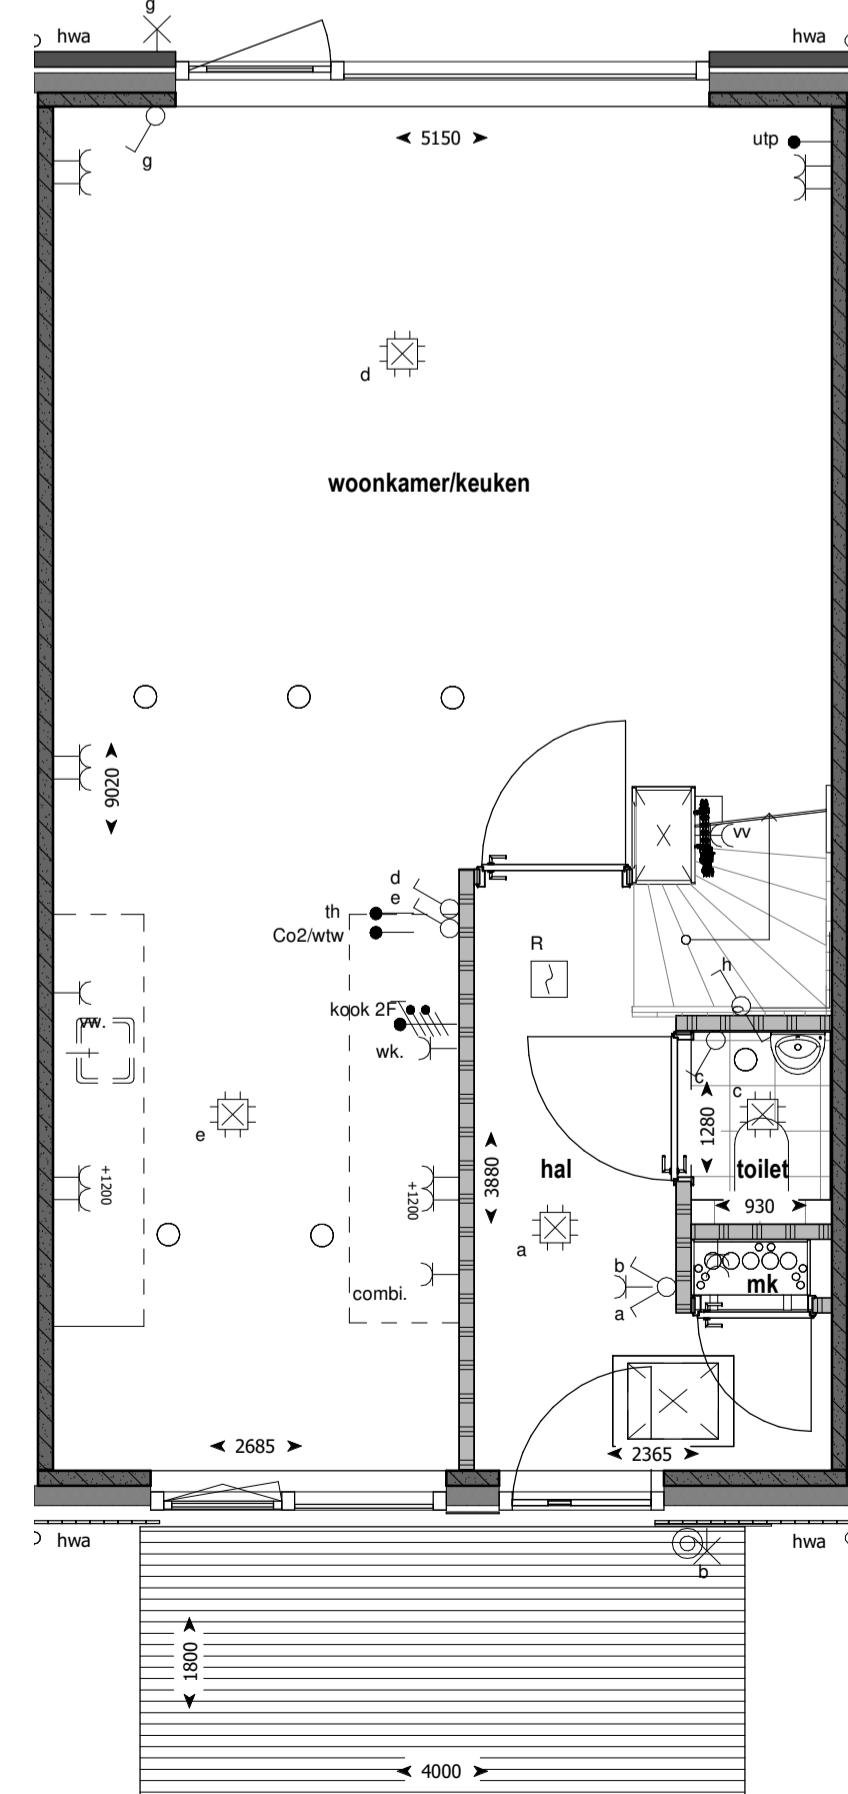 g
hwa
hwa
g
5150
utp
d
woonkamer/keuken
9020
vv
d
e
th
Co2/wtw
R
h
kook 2F
vw.
wk.
c
c
1280
e
hal
toilet
3880
+1200
+1200
930
a
b
mk
combi.
a
2685
2365
hwa
hwa
b
1800
4000